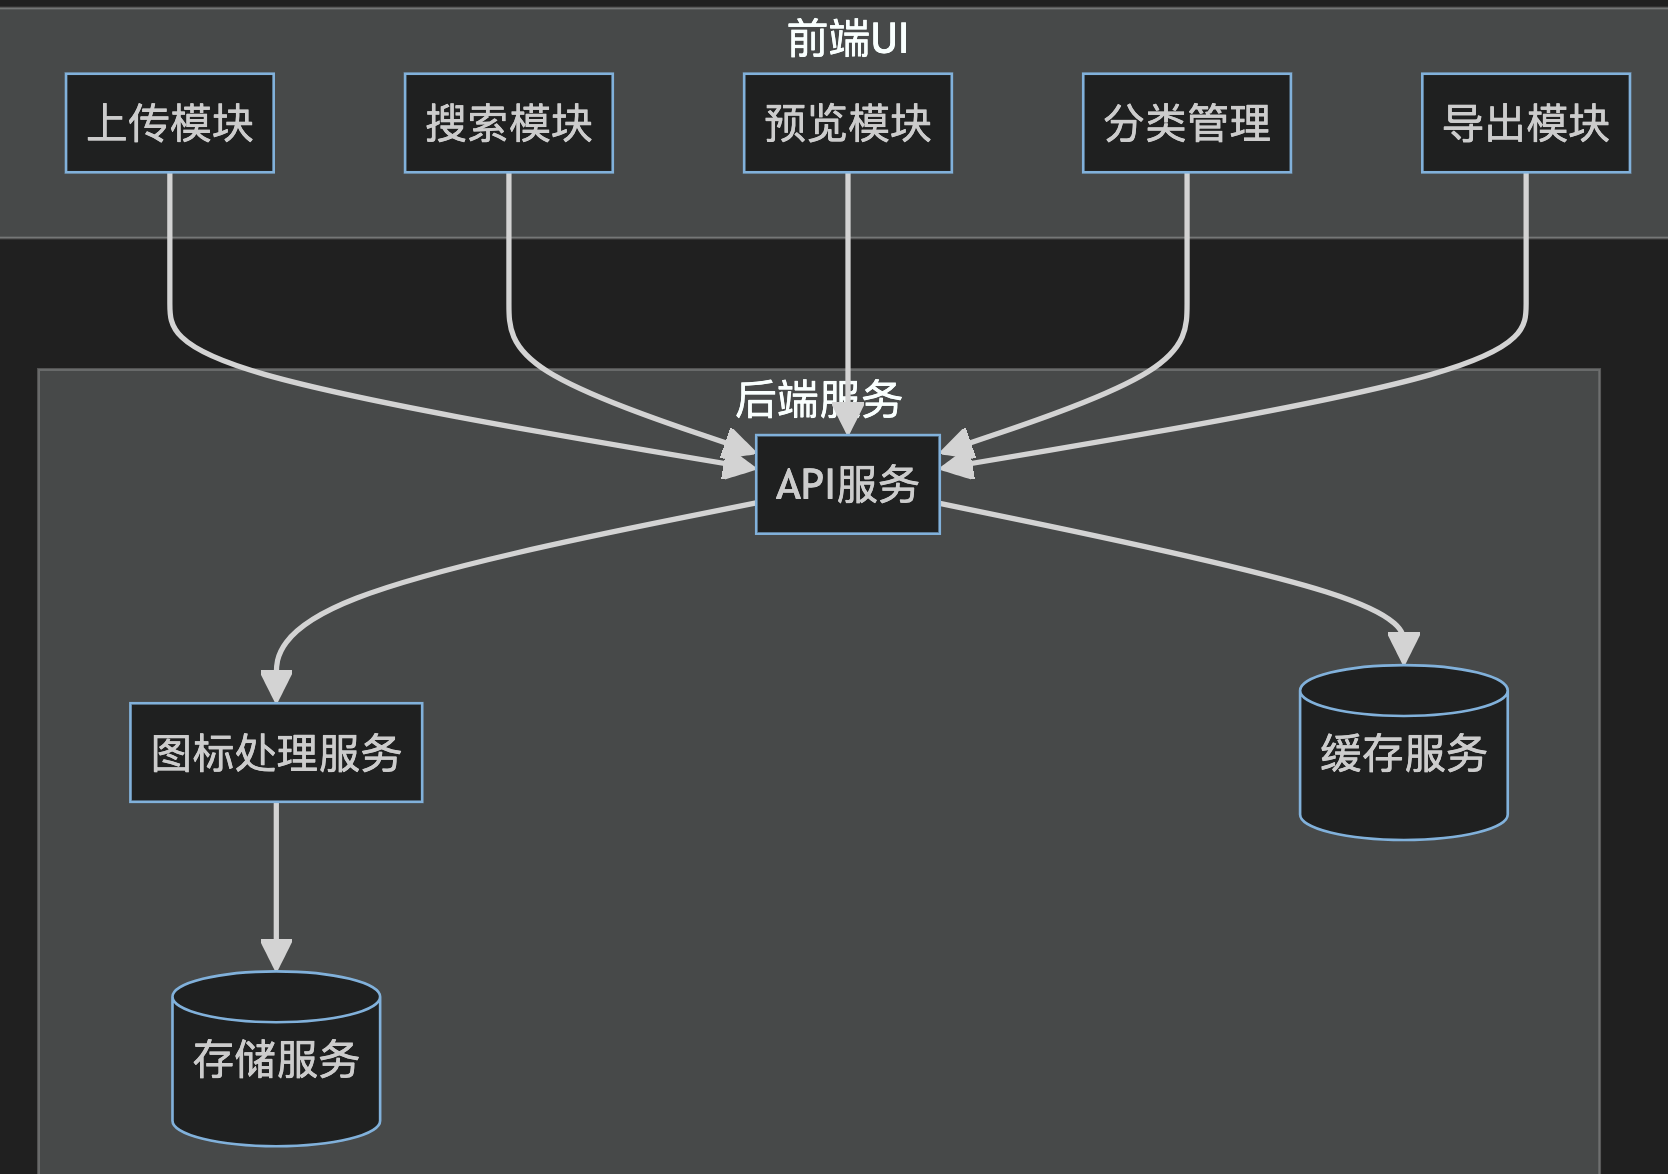 前端UI
上传模块
搜索模块
预览模块
分类管理
导出模块
后端服务
API服务
图标处理服务
缓存服务
存储服务